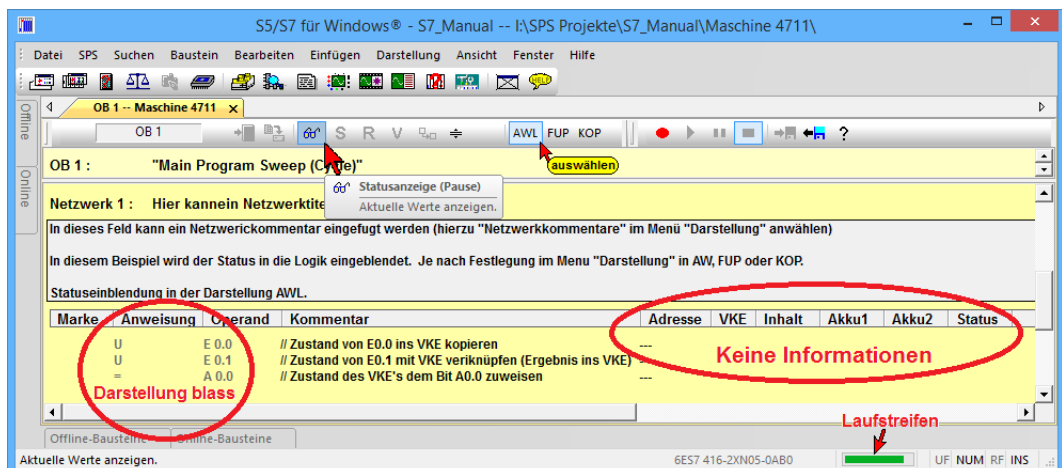 S5/S7 für Windows® - S7_Manual -- I:\SPS Projekte\S7_Manual\Maschine 4711\
Datei SPS Suchen Baustein Bearbeiten Einfügen Darstellung Ansicht Fenster Hilfe
HELP
Offline
Online
OB 1 -- Maschine 4711 x
OB 1 S R V AWL FUP KOP ?
OB 1 : "Main Program Sweep (Cycle)"
auswählen
Statusanzeige (Pause)
Aktuelle Werte anzeigen.
Netzwerk 1 : Hier kannein Netzwerktite
In dieses Feld kann ein Netzwerickommentar eingefugt werden (hierzu "Netzwerkkommentare" im Menü "Darstellung" anwählen)
In diesem Beispiel wird der Status in die Logik eingeblendet. Je nach Festlegung im Menu "Darstellung" in AW, FUP oder KOP.
Statuseinblendung in der Darstellung AWL.
Marke Anweisung Operand Kommentar Adresse VKE Inhalt Akku1 Akku2 Status
U E 0.0 // Zustand von E0.0 ins VKE kopieren ---
U E 0.1 // Zustand von E0.1 mit VKE veriknüpfen (Ergebnis ins VKE) ---
= A 0.0 // Zustand des VKE's dem Bit A0.0 zuweisen ---
Keine Informationen
Darstellung blass
Laufstreifen
Offline-Bausteine Online-Bausteine
Aktuelle Werte anzeigen. 6ES7 416-2XN05-0AB0 UF NUM RF INS